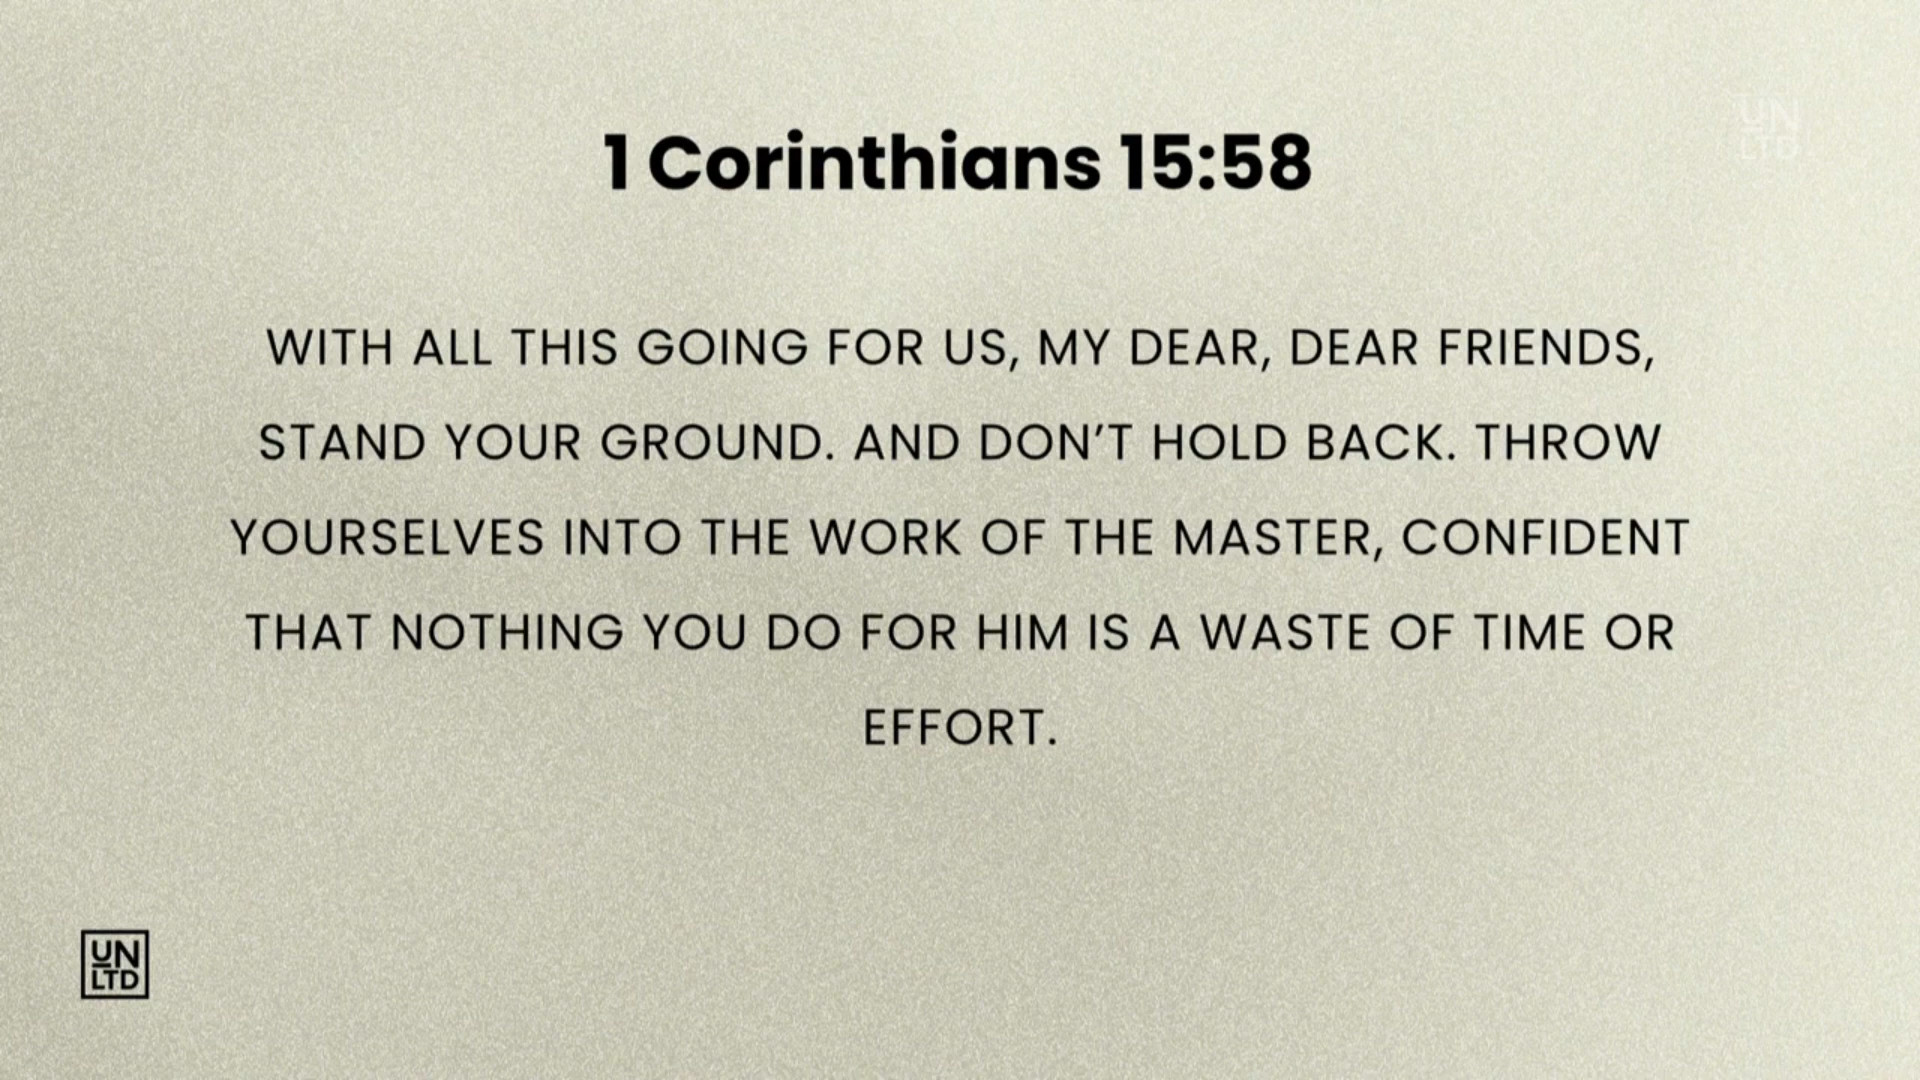 UN
LTD
1 Corinthians 15:58
WITH ALL THIS GOING FOR US, MY DEAR, DEAR FRIENDS,
STAND YOUR GROUND. AND DON’T HOLD BACK. THROW
YOURSELVES INTO THE WORK OF THE MASTER, CONFIDENT
THAT NOTHING YOU DO FOR HIM IS A WASTE OF TIME OR
EFFORT.
UN
LTD